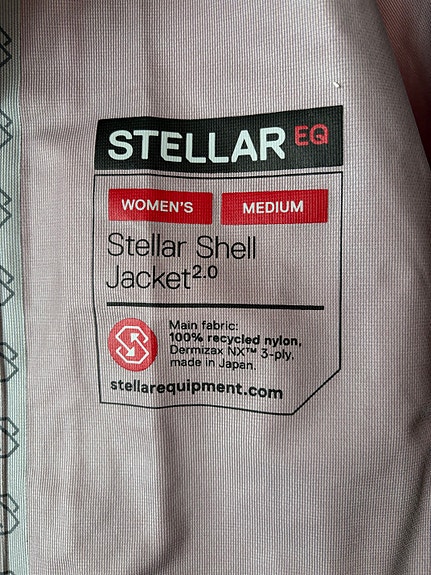 STELLAR EQ
WOMEN'S MEDIUM
Stellar Shell
Jacket2.0
Main fabric:
100% recycled nylon,
Dermizax NX™ 3-ply,
made in Japan.
stellarequipment.com